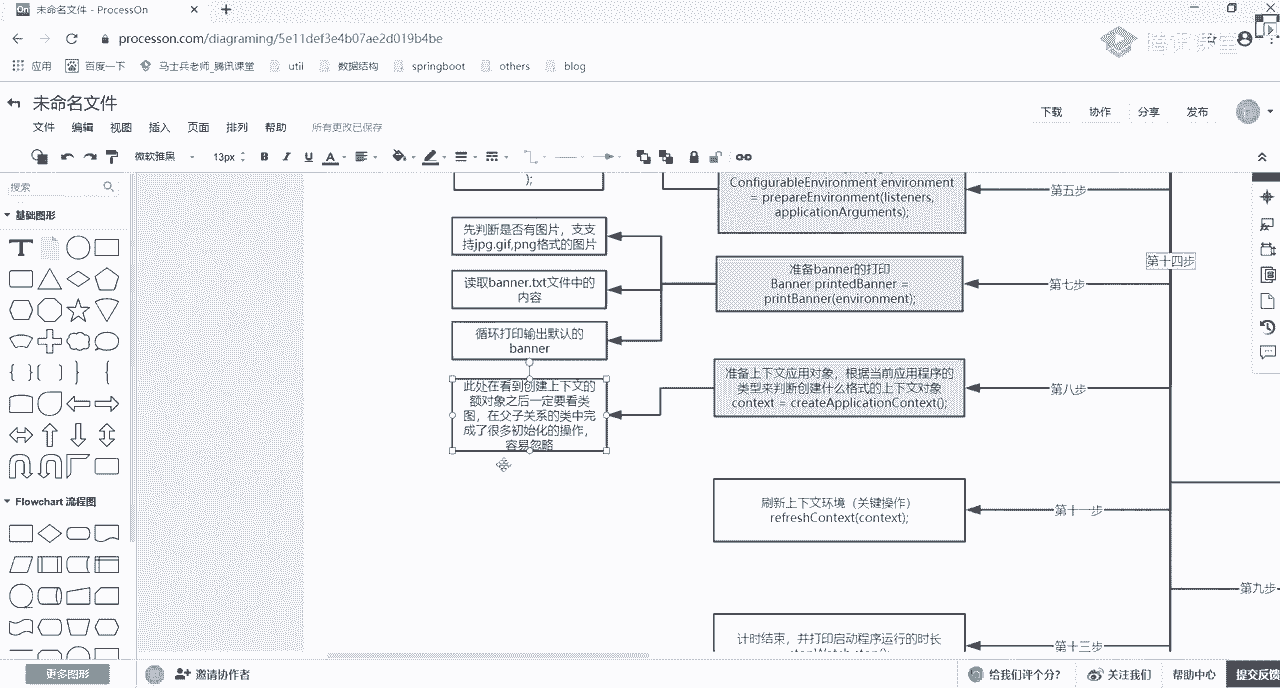 未命名文件 - ProcessOn
processon.com/diagraming/5e11def3e4b07ae2d019b4be
应用 百度一下 马士兵老师_腾讯课堂 util 数据结构 springboot others blog
腾讯课堂
未命名文件
文件 编辑 视图 插入 页面 排列 帮助 所有更改已保存
下载 协作 分享 发布
微软雅黑 13px B I U A
搜索
基础图形
Flowchart 流程图
更多图形
);
ConfigurableEnvironment environment
= prepareEnvironment(listeners,
applicationArguments);
第五步
第十四步
先判断是否有图片，支支
持jpg.gif,png格式的图片
读取banner.txt文件中的
内容
循环打印输出默认的
banner
准备banner的打印
Banner printedBanner =
printBanner(environment);
第七步
此处在看到创建上下文的
额对象之后一定要看类
图，在父子关系的类中完
成了很多初始化的操作，
容易忽略
准备上下文应用对象，根据当前应用程序的
类型来判断创建什么格式的上下文对象
context = createApplicationContext();
第八步
刷新上下文环境（关键操作）
refreshContext(context);
第十一步
第九步
计时结束，并打印启动程序运行的时长
第十三步
邀请协作者
给我们评个分？ 关注我们 帮助中心 提交反馈